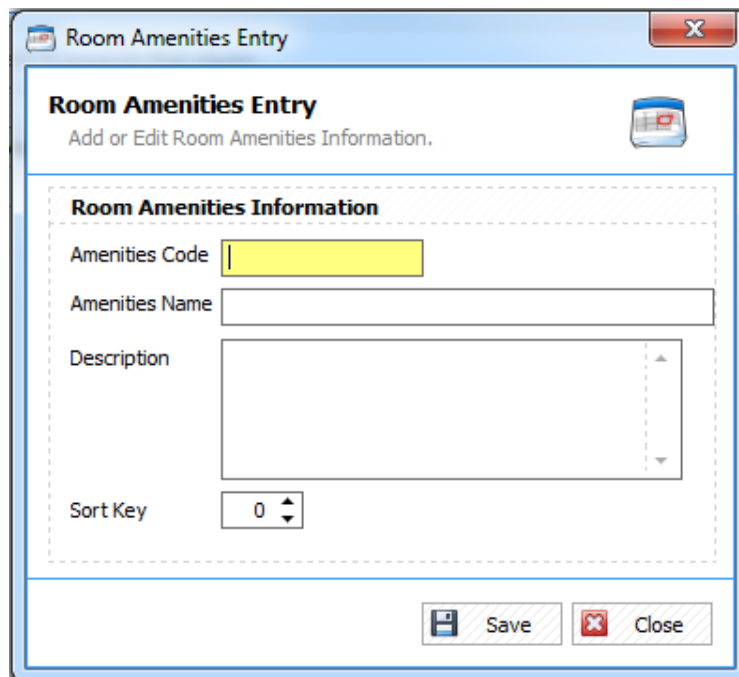 Room Amenities Entry
Room Amenities Entry
Add or Edit Room Amenities Information.
Room Amenities Information
Amenities Code
Amenities Name
Description
Sort Key 0
Save Close